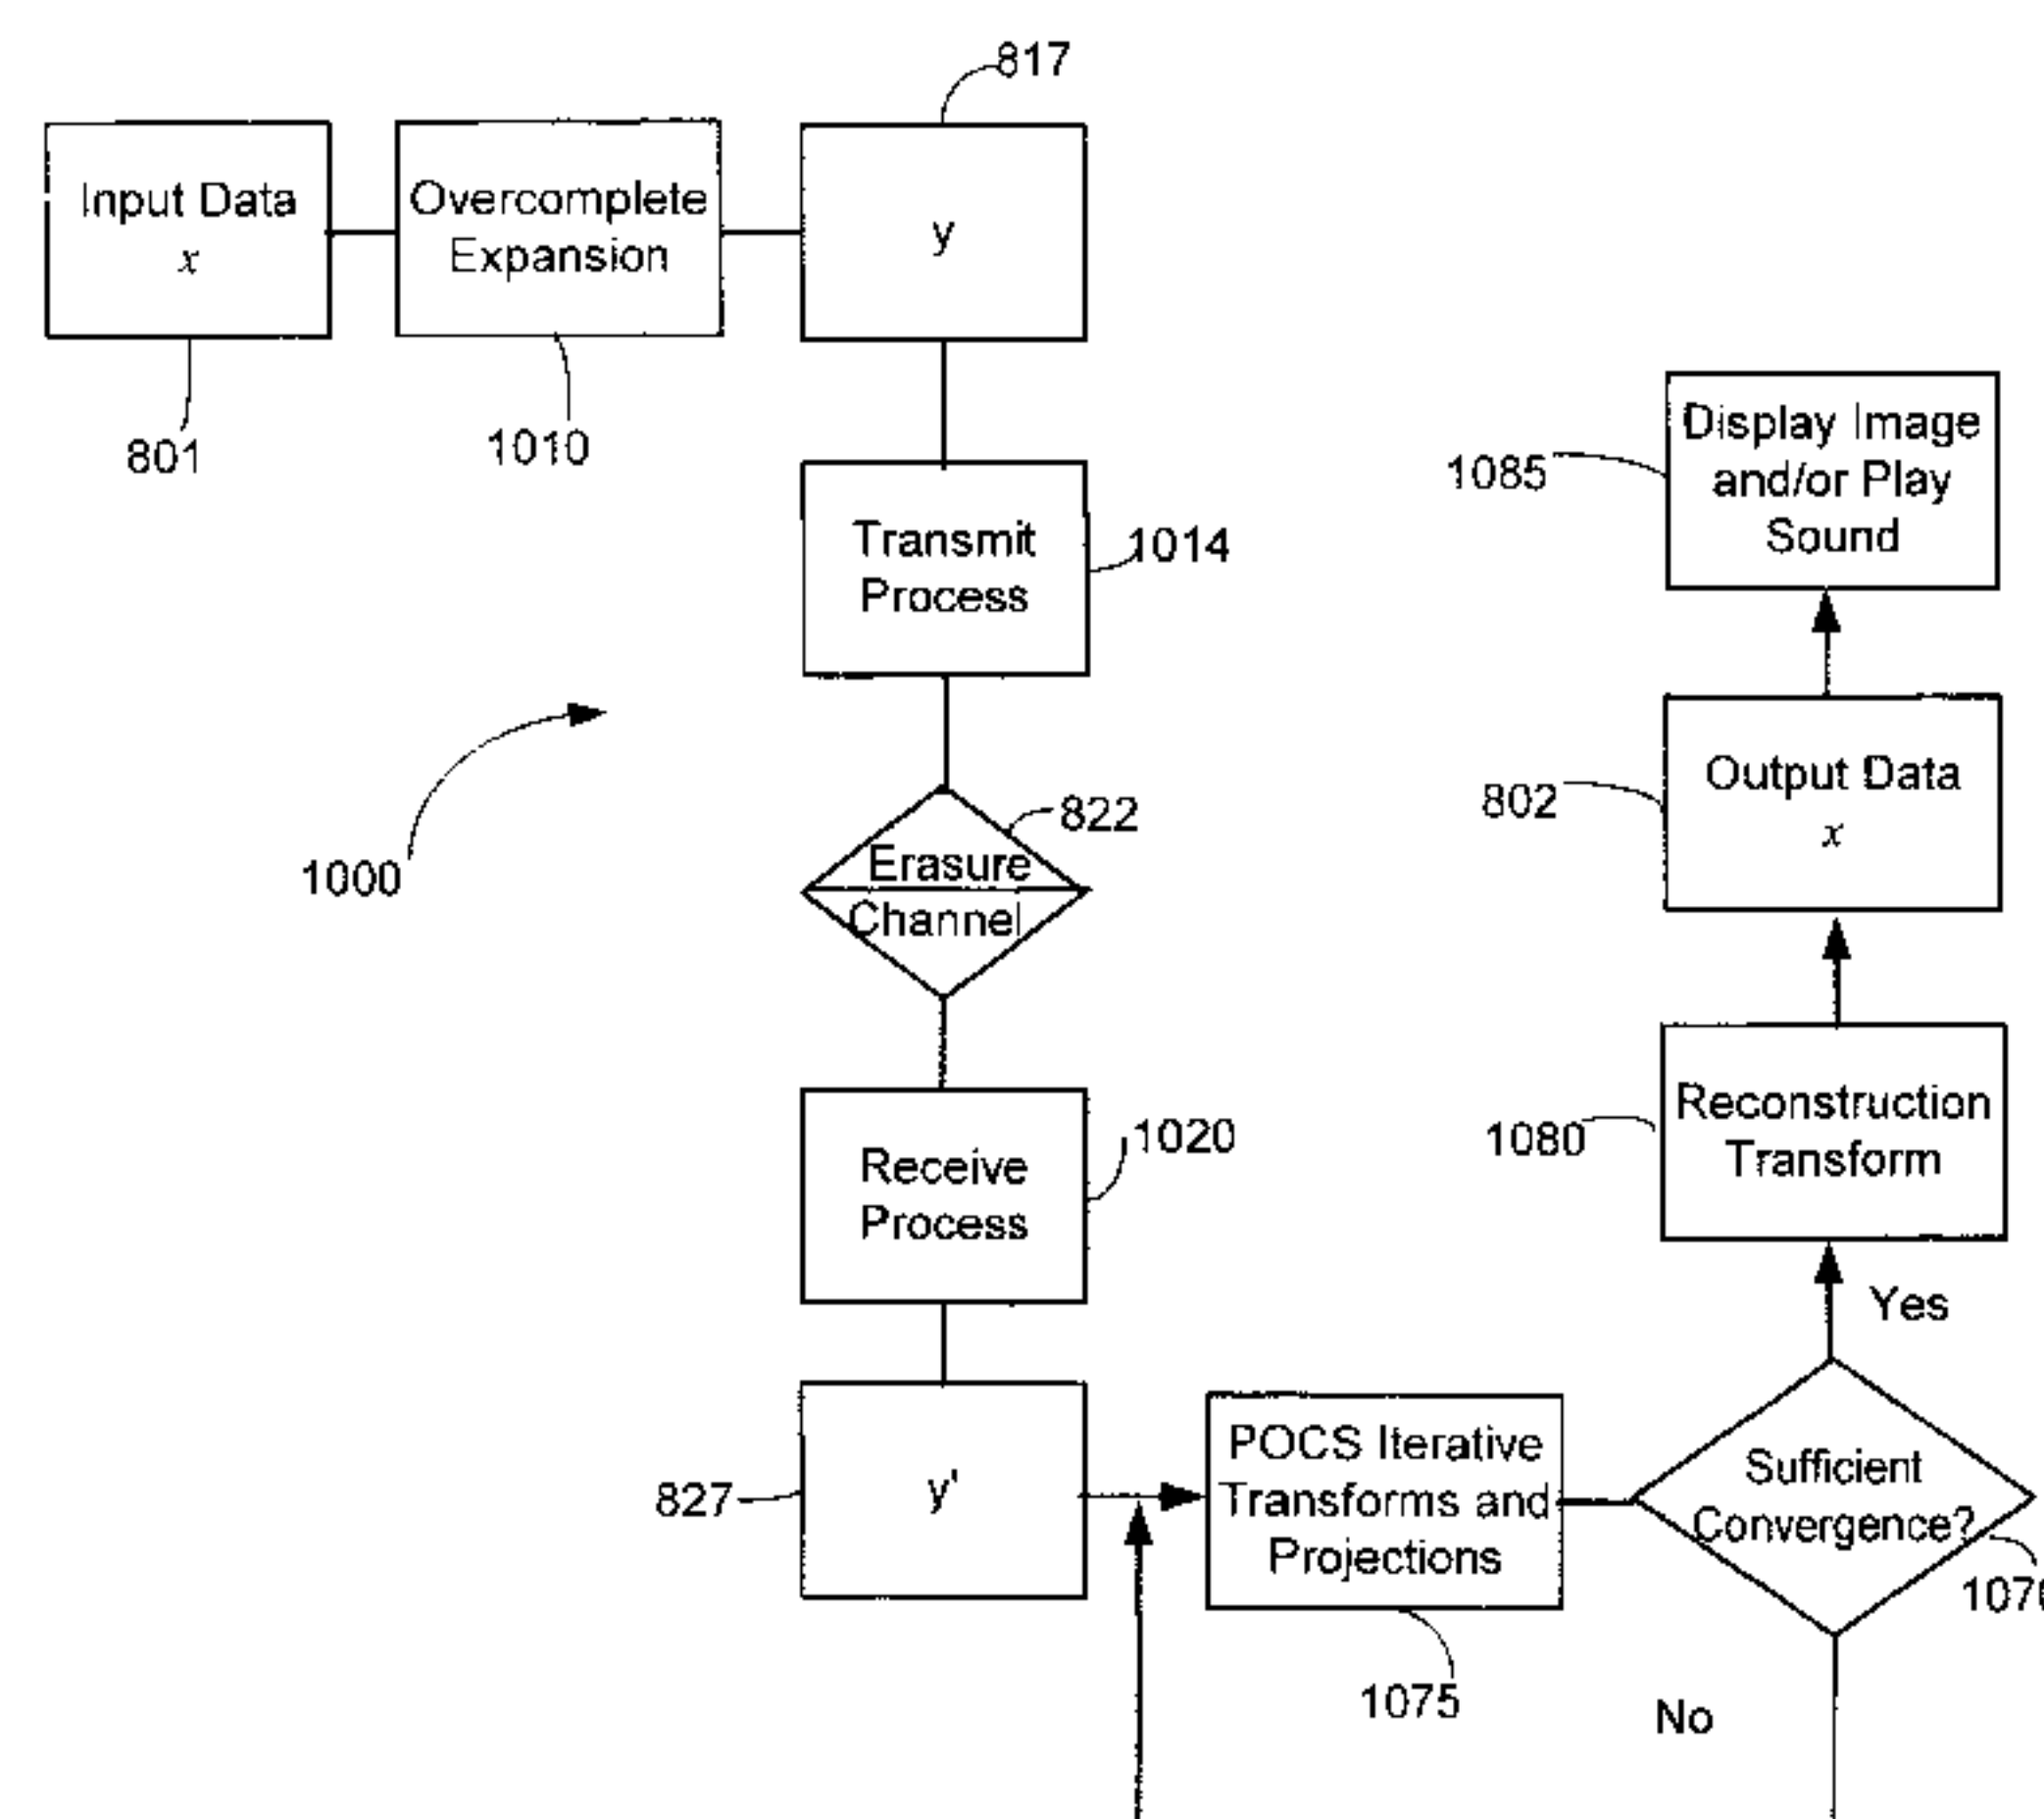 817
Input Data
x
Overcomplete
Expansion
y
801
1010
Transmit
Process
1014
1000
822
Erasure
Channel
Receive
Process
1020
827
y'
POCS Iterative
Transforms and
Projections
1075
Sufficient
Convergence?
No
Yes
Reconstruction
Transform
1080
Output Data
x
802
Display Image
and/or Play
Sound
1085